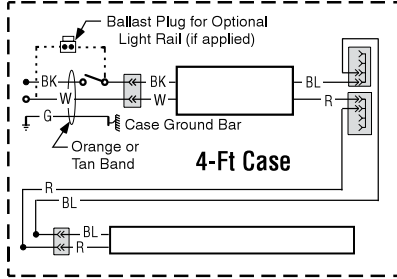 Ballast Plug for Optional
Light Rail (if applied)
BK
BK
BL
W
W
R
G
Case Ground Bar
Orange or
Tan Band
4-Ft Case
R
BL
BL
R